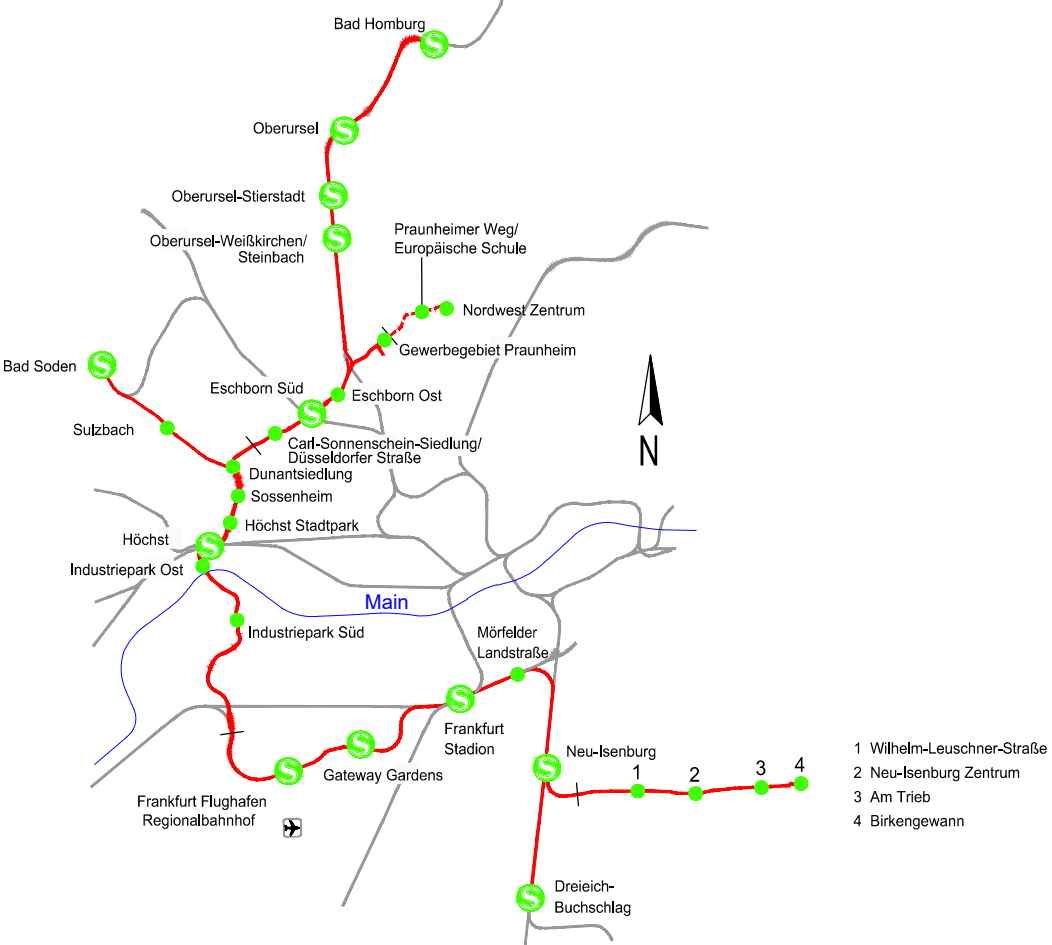 Bad Homburg
Oberursel
Oberursel-Stierstadt
Oberursel-Weißkirchen/
Steinbach
Praunheimer Weg/
Europäische Schule
Nordwest Zentrum
Gewerbegebiet Praunheim
Bad Soden
Eschborn Süd
Eschborn Ost
Sulzbach
Carl-Sonnenschein-Siedlung/
Düsseldorfer Straße
Dunantsiedlung
Sossenheim
Höchst Stadtpark
Höchst
Industriepark Ost
Main
Industriepark Süd
Mörfelder
Landstraße
N
Frankfurt
Stadion
Gateway Gardens
Frankfurt Flughafen
Regionalbahnhof
Neu-Isenburg
1
2
3
4
1 Wilhelm-Leuschner-Straße
2 Neu-Isenburg Zentrum
3 Am Trieb
4 Birkengewann
Dreieich-
Buchschlag
S
S
S
S
S
S
S
S
S
S
S
S